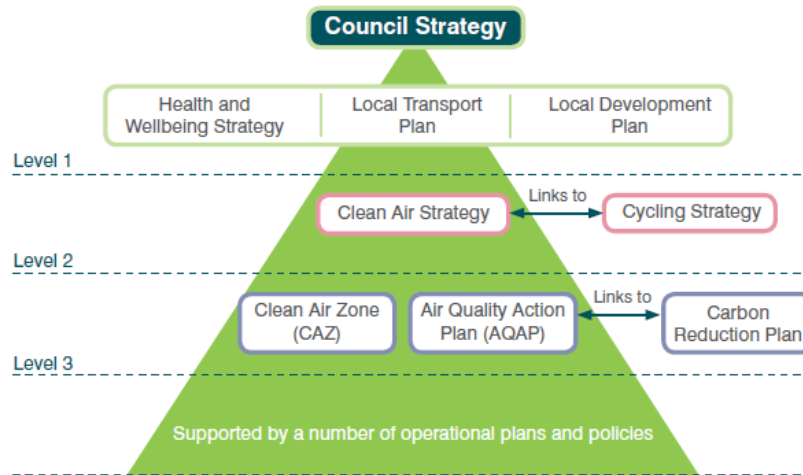 Council Strategy
Health and
Wellbeing Strategy
Local Transport
Plan
Local Development
Plan
Level 1
Clean Air Strategy
Links to
Cycling Strategy
Level 2
Clean Air Zone
(CAZ)
Air Quality Action
Plan (AQAP)
Links to
Carbon
Reduction Plan
Level 3
Supported by a number of operational plans and policies